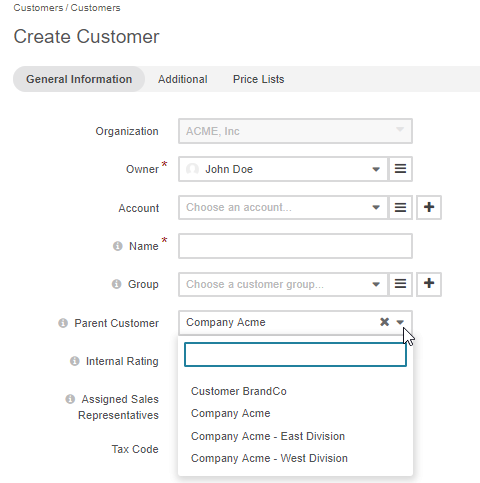 Customers / Customers
Create Customer
General Information Additional Price Lists
Organization ACME, Inc
Owner * John Doe
Account Choose an account...
Name *
Group Choose a customer group...
Parent Customer Company Acme
Internal Rating
Customer BrandCo
Assigned Sales Representatives
Company Acme
Company Acme - East Division
Tax Code
Company Acme - West Division